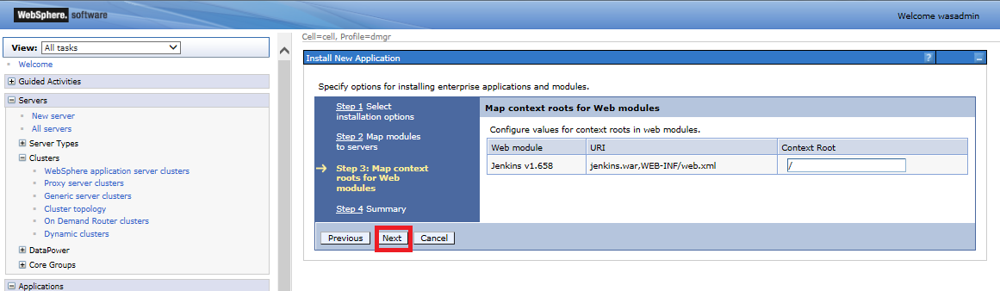 WebSphere. software
Welcome wasadmin
View: All tasks
Welcome
Guided Activities
Servers
New server
All servers
Server Types
Clusters
WebSphere application server clusters
Proxy server clusters
Generic server clusters
Cluster topology
On Demand Router clusters
Dynamic clusters
DataPower
Core Groups
Applications
Cell=cell, Profile=dmgr
Install New Application ?
Specify options for installing enterprise applications and modules.
Step 1 Select
installation options
Step 2 Map modules
to servers
Step 3: Map context
roots for Web
modules
Step 4 Summary
Map context roots for Web modules
Configure values for context roots in web modules.
Web module URI Context Root
Jenkins v1.658 jenkins.war,WEB-INF/web.xml /
Previous Next Cancel